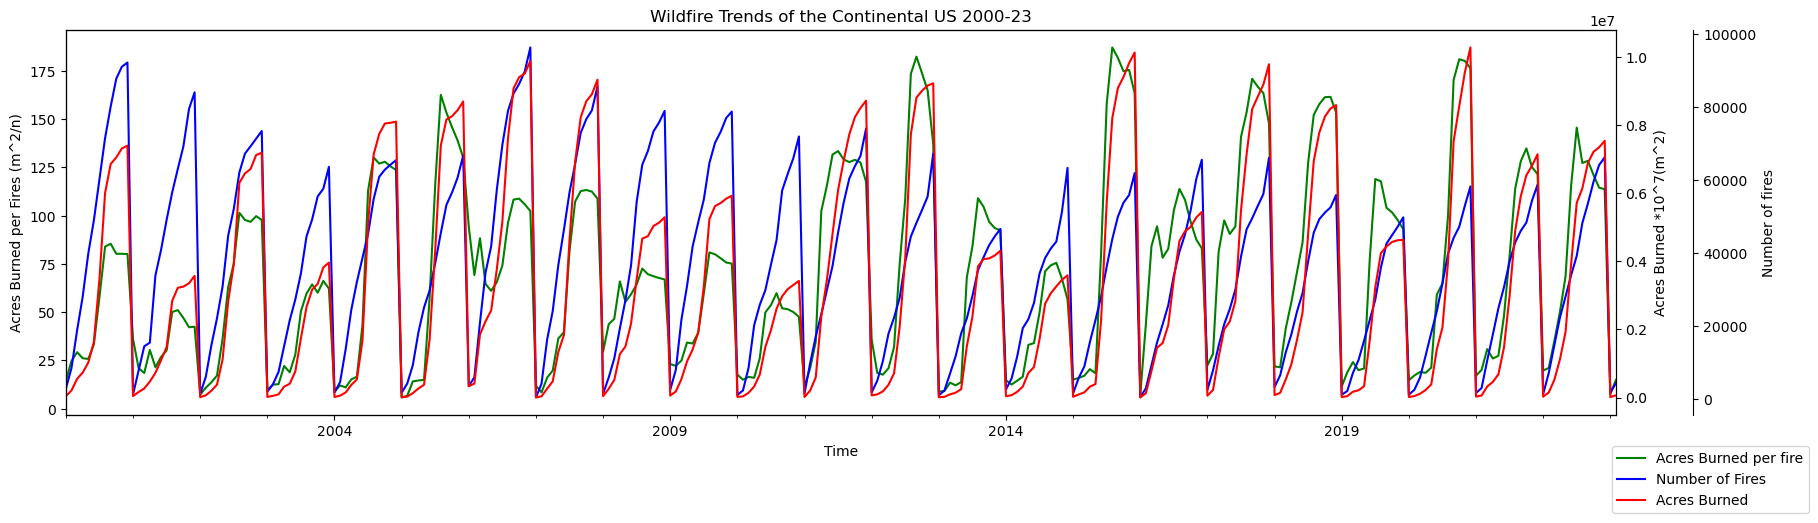 Wildfire Trends of the Continental US 2000-23
1e7
Acres Burned per Fires (m^2/n)
175
150
125
100
75
50
25
0
1.0
0.8
0.6
0.4
0.2
0.0
Acres Burned *10^7(m^2)
100000
80000
60000
40000
20000
0
Number of fires
2004
2009
2014
2019
Time
Acres Burned per fire
Number of Fires
Acres Burned